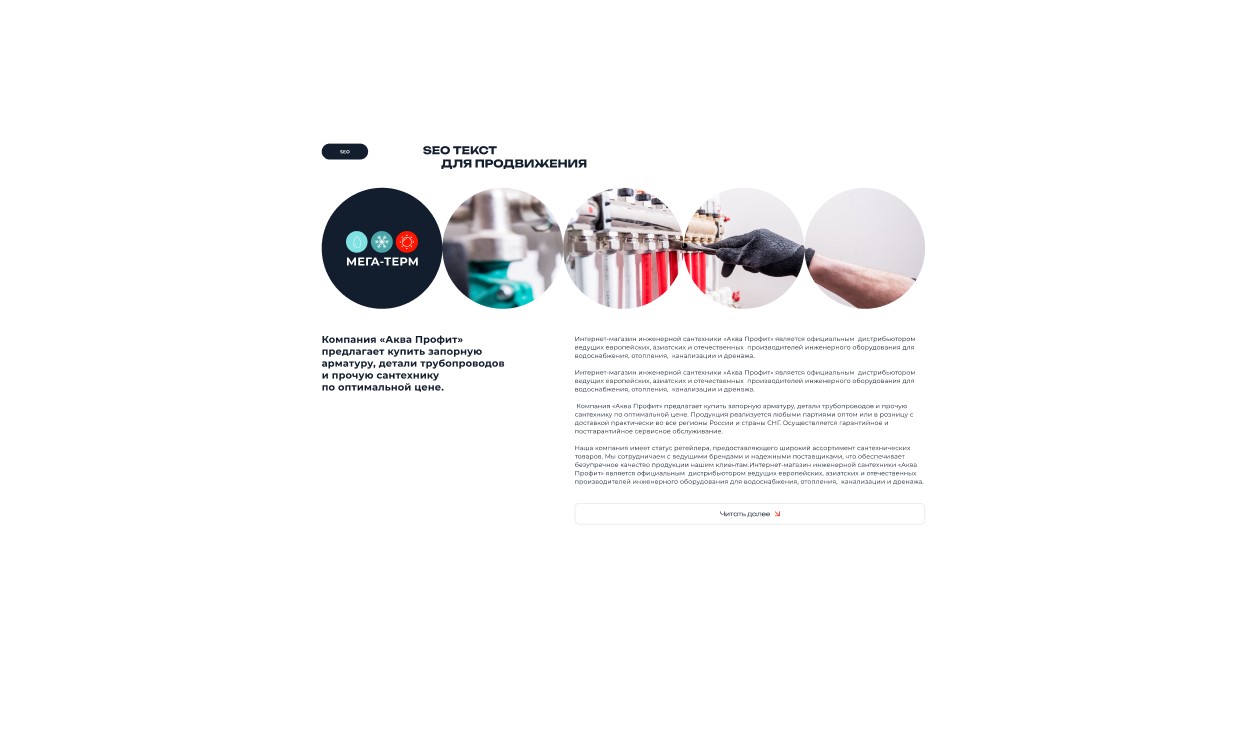 SEO
SEO ТЕКСТ
ДЛЯ ПРОДВИЖЕНИЯ
МЕГА-ТЕРМ
Компания «Аква Профит»
предлагает купить запорную
арматуру, детали трубопроводов
и прочую сантехнику
по оптимальной цене.
Интернет-магазин инженерной сантехники «Аква Профит» является официальным дистрибьютором
ведущих европейских, азиатских и отечественных производителей инженерного оборудования для
водоснабжения, отопления, канализации и дренажа.
Интернет-магазин инженерной сантехники «Аква Профит» является официальным дистрибьютором
ведущих европейских, азиатских и отечественных производителей инженерного оборудования для
водоснабжения, отопления, канализации и дренажа.
Компания «Аква Профит» предлагает купить запорную арматуру, детали трубопроводов и прочую
сантехнику по оптимальной цене. Продукция реализуется любыми партиями оптом или в розницу с
доставкой практически во все регионы России и страны СНГ. Осуществляется гарантийное и
постгарантийное сервисное обслуживание.
Наша компания имеет статус ретейлера, предоставляющего широкий ассортимент сантехнических
товаров. Мы сотрудничаем с ведущими брендами и надежными поставщиками, что обеспечивает
безупречное качество продукции нашим клиентам.Интернет-магазин инженерной сантехники «Аква
Профит» является официальным дистрибьютором ведущих европейских, азиатских и отечественных
производителей инженерного оборудования для водоснабжения, отопления, канализации и дренажа.
Читать далее